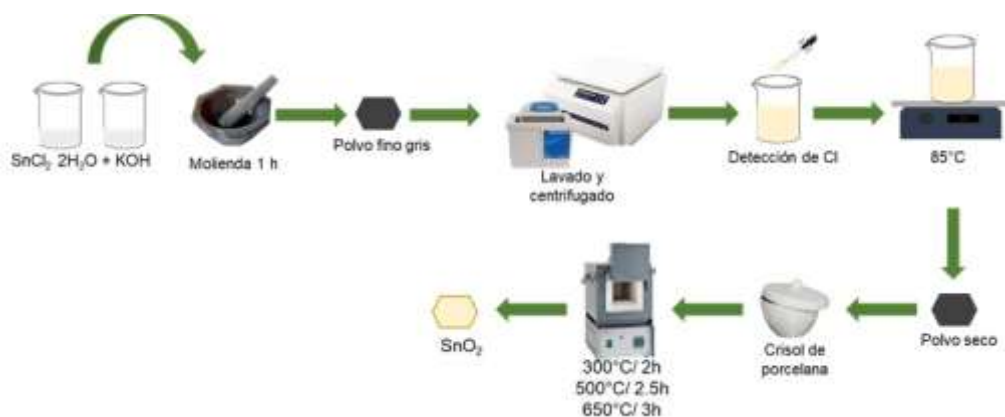 SnCl₂ 2H₂O + KOH
Molienda 1 h
Polvo fino gris
Lavado y
centrifugado
Detección de Cl
85°C
Polvo seco
Crisol de
porcelana
300°C/ 2h
500°C/ 2.5h
650°C/ 3h
SnO₂